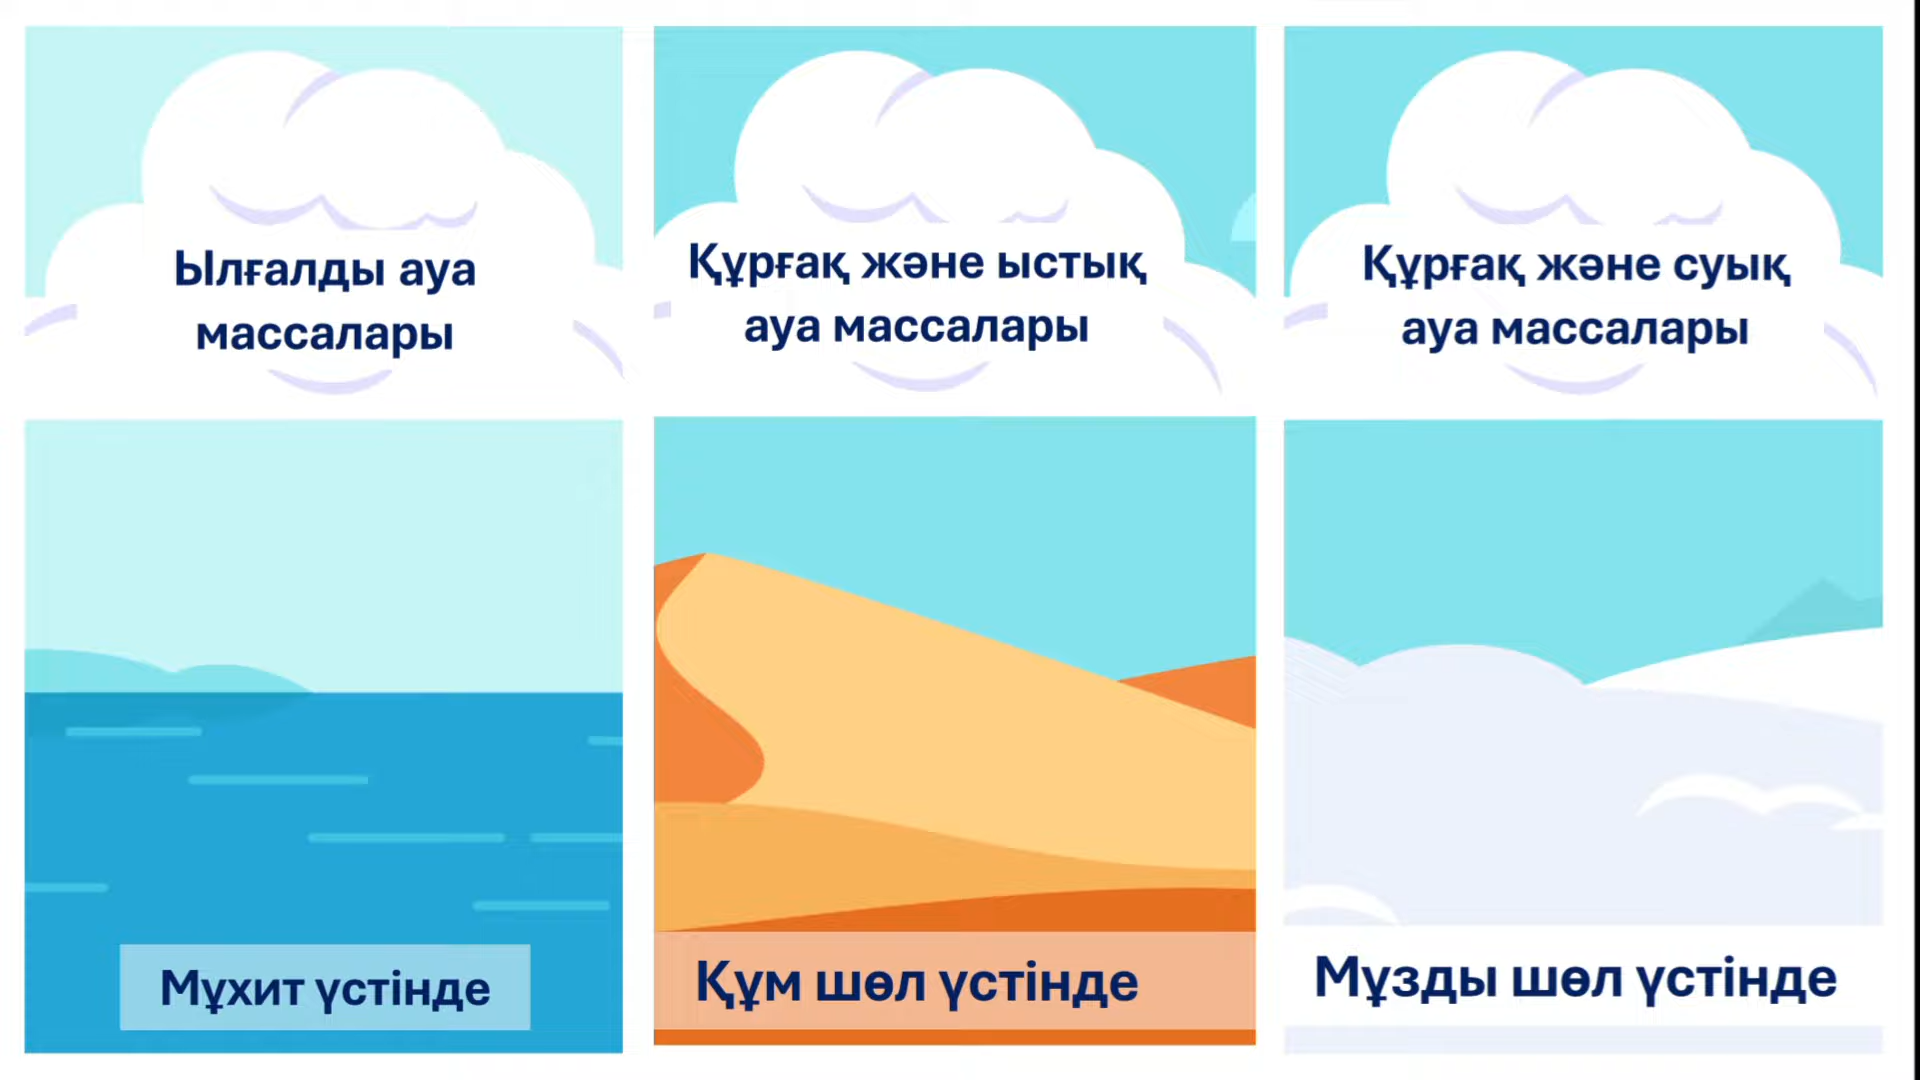 Ылғалды ауа
массалары
Құрғақ және ыстық
ауа массалары
Құрғақ және суық
ауа массалары
Мұхит үстінде
Құм шөл үстінде
Мұзды шөл үстінде